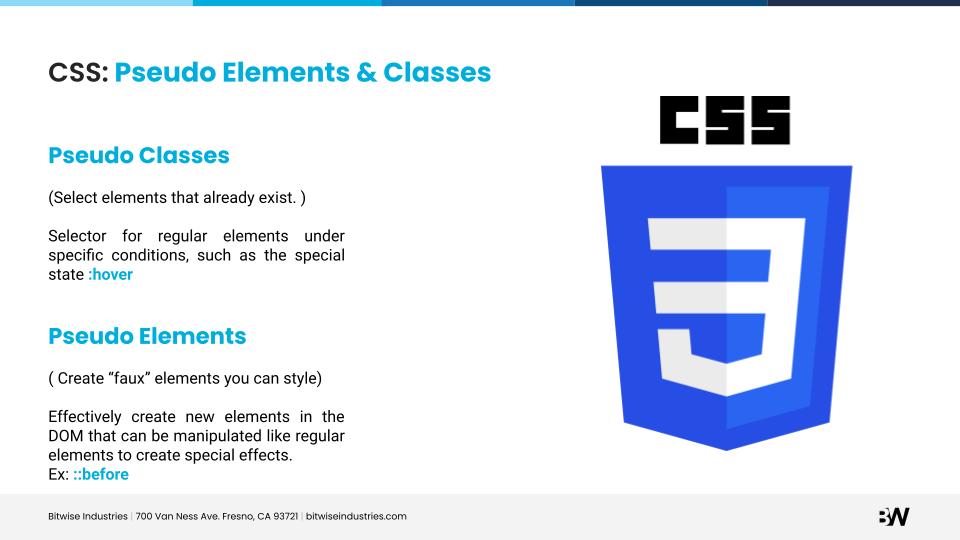 CSS: Pseudo Elements & Classes
CSS
Pseudo Classes
(Select elements that already exist. )
Selector for regular elements under
specific conditions, such as the special
state :hover
Pseudo Elements
( Create “faux” elements you can style)
Effectively create new elements in the
DOM that can be manipulated like regular
elements to create special effects.
Ex: ::before
3
Bitwise Industries | 700 Van Ness Ave. Fresno, CA 93721 | bitwiseindustries.com
BW